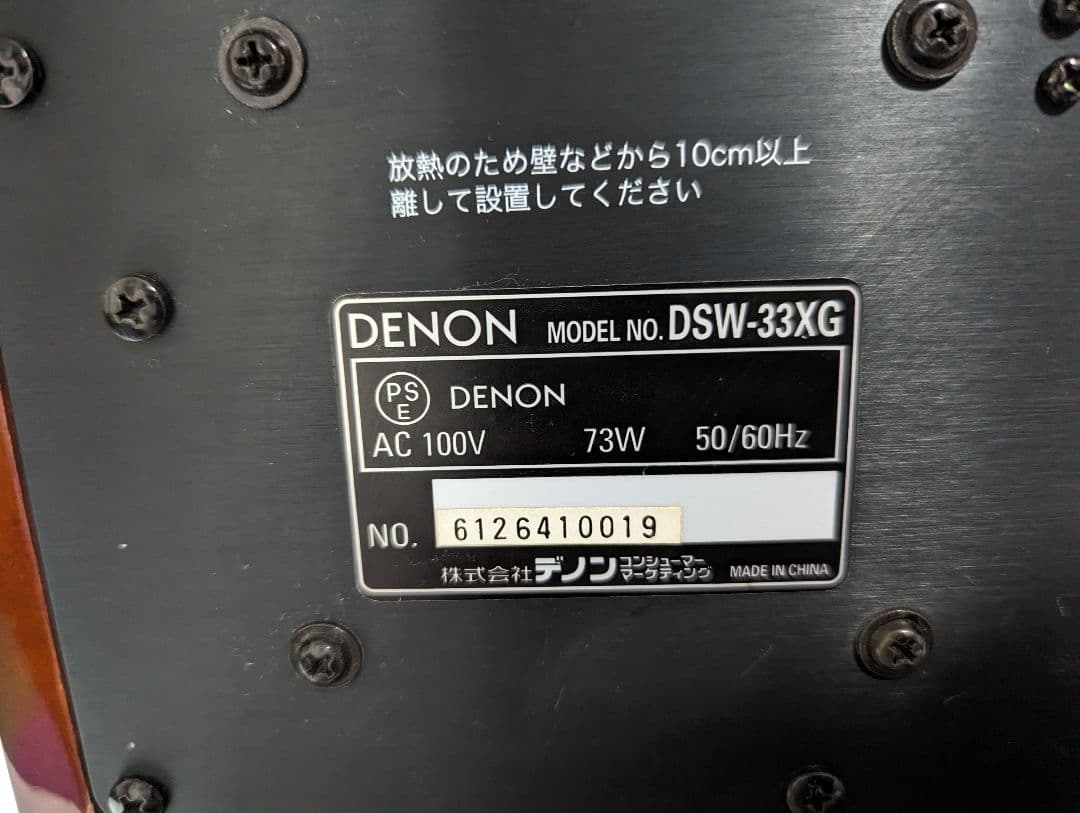 放熱のため壁などから10cm以上
離して設置してください
DENON MODEL NO. DSW-33XG
PSE DENON
AC 100V 73W 50/60Hz
NO. 6126410019
株式会社デノン コンシューマーマーケティング MADE IN CHINA